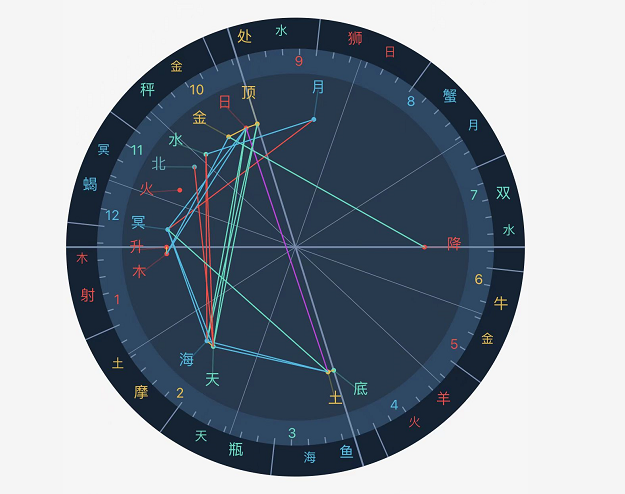 处 水
狮 日
蟹 月
双 水
牛 金
羊 火
鱼 海
瓶 天
摩 土
射 木
蝎 冥
秤 金
9
8
7
6
5
4
3
2
1
12
11
10
顶
月
日
金
水
北
火
冥
升
木
海
天
土
底
降